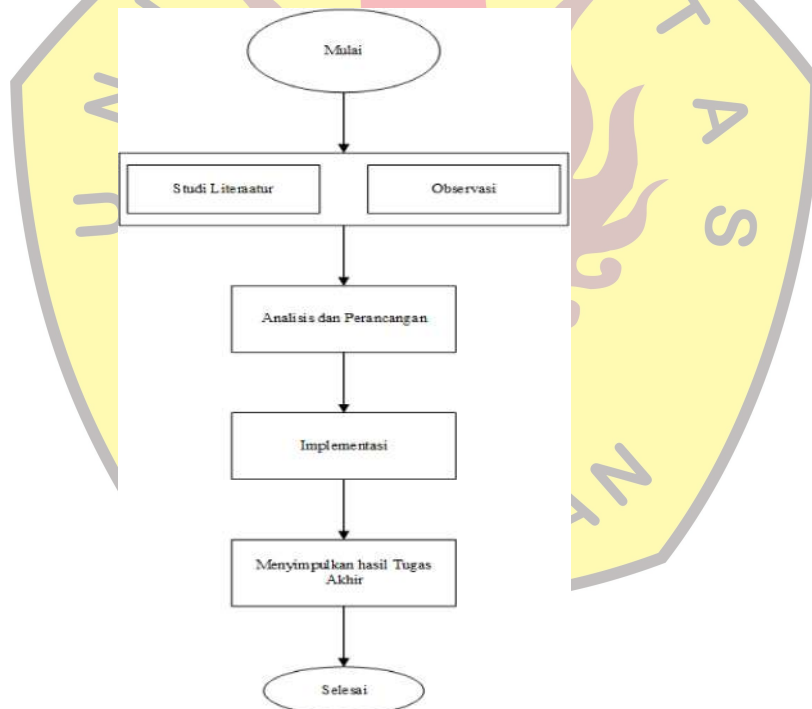 Mulai
Studi Literaatur
Observasi
Analisis dan Perancangan
Implementasi
Menyimpulkan hasil Tugas
Akhir
Selesai
N
U
T
A
S
N